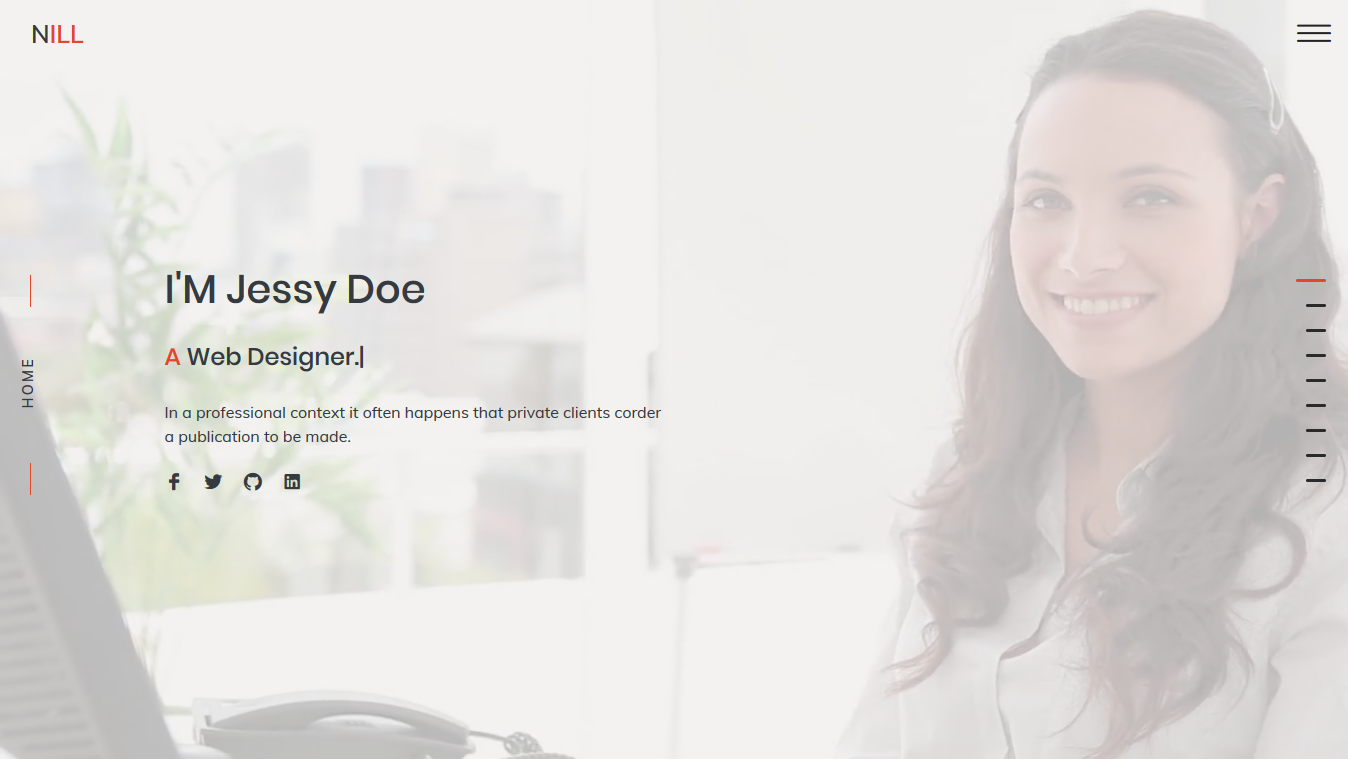 NILL
HOME
I'M Jessy Doe
A Web Designer.|
In a professional context it often happens that private clients corder
a publication to be made.